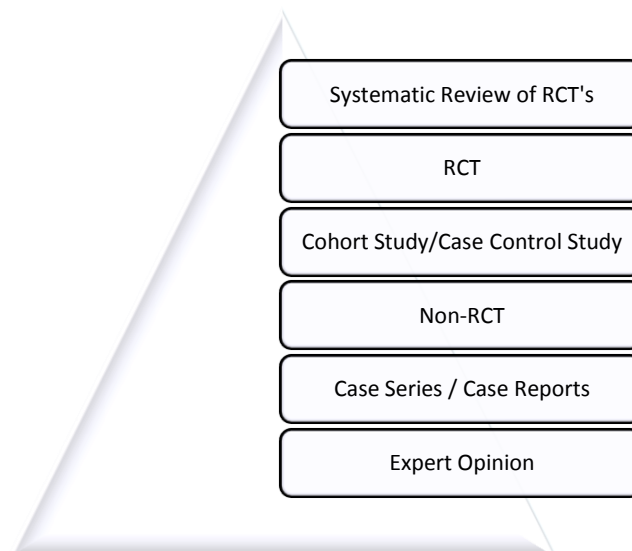 Systematic Review of RCT's
RCT
Cohort Study/Case Control Study
Non-RCT
Case Series / Case Reports
Expert Opinion